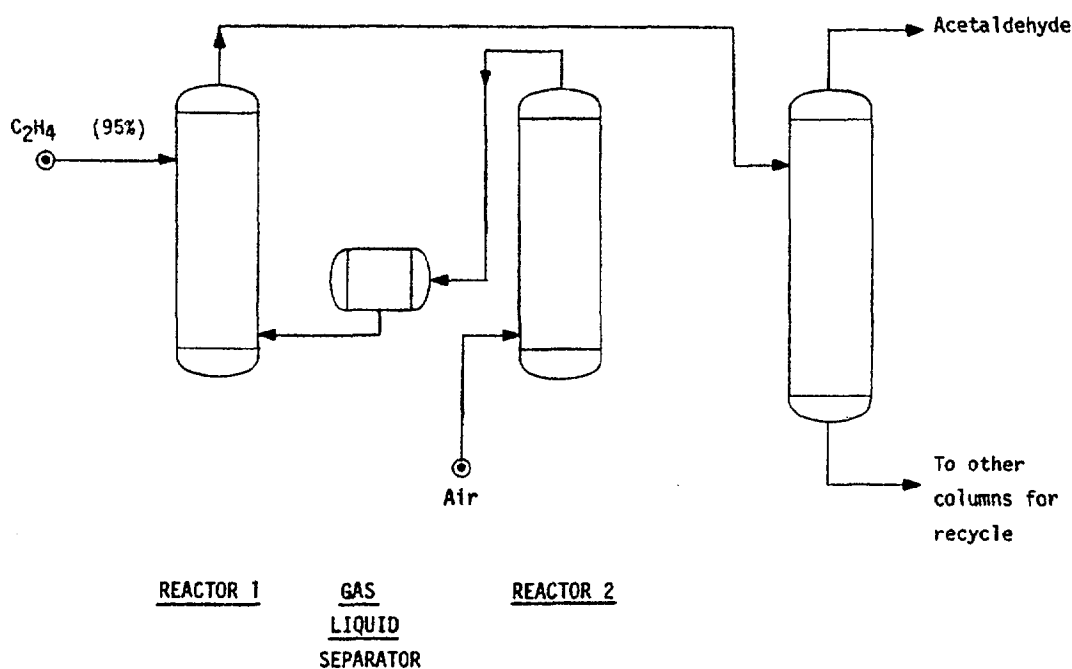 Acetaldehyde
C₂H₄ (95%)
Air
To other
columns for
recycle
REACTOR 1
GAS
LIQUID
SEPARATOR
REACTOR 2